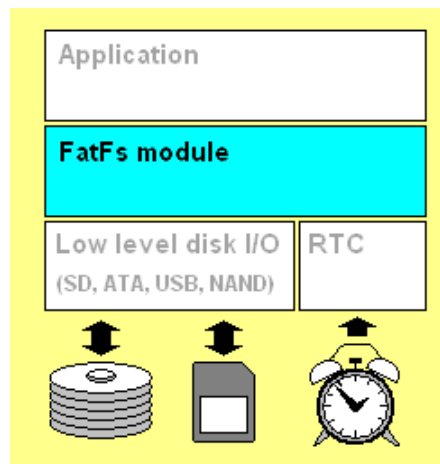 Application
FatFs module
Low level disk I/O
(SD, ATA, USB, NAND)
RTC